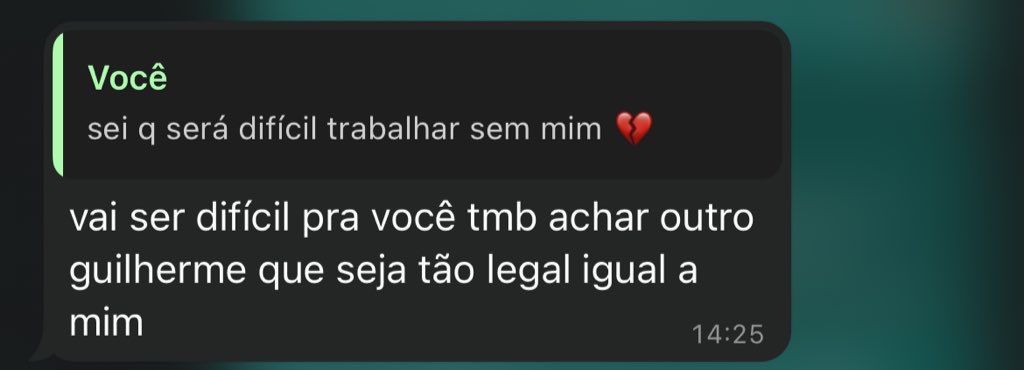 Você
sei q será difícil trabalhar sem mim 💔
vai ser difícil pra você tmb achar outro
guilherme que seja tão legal igual a
mim
14:25